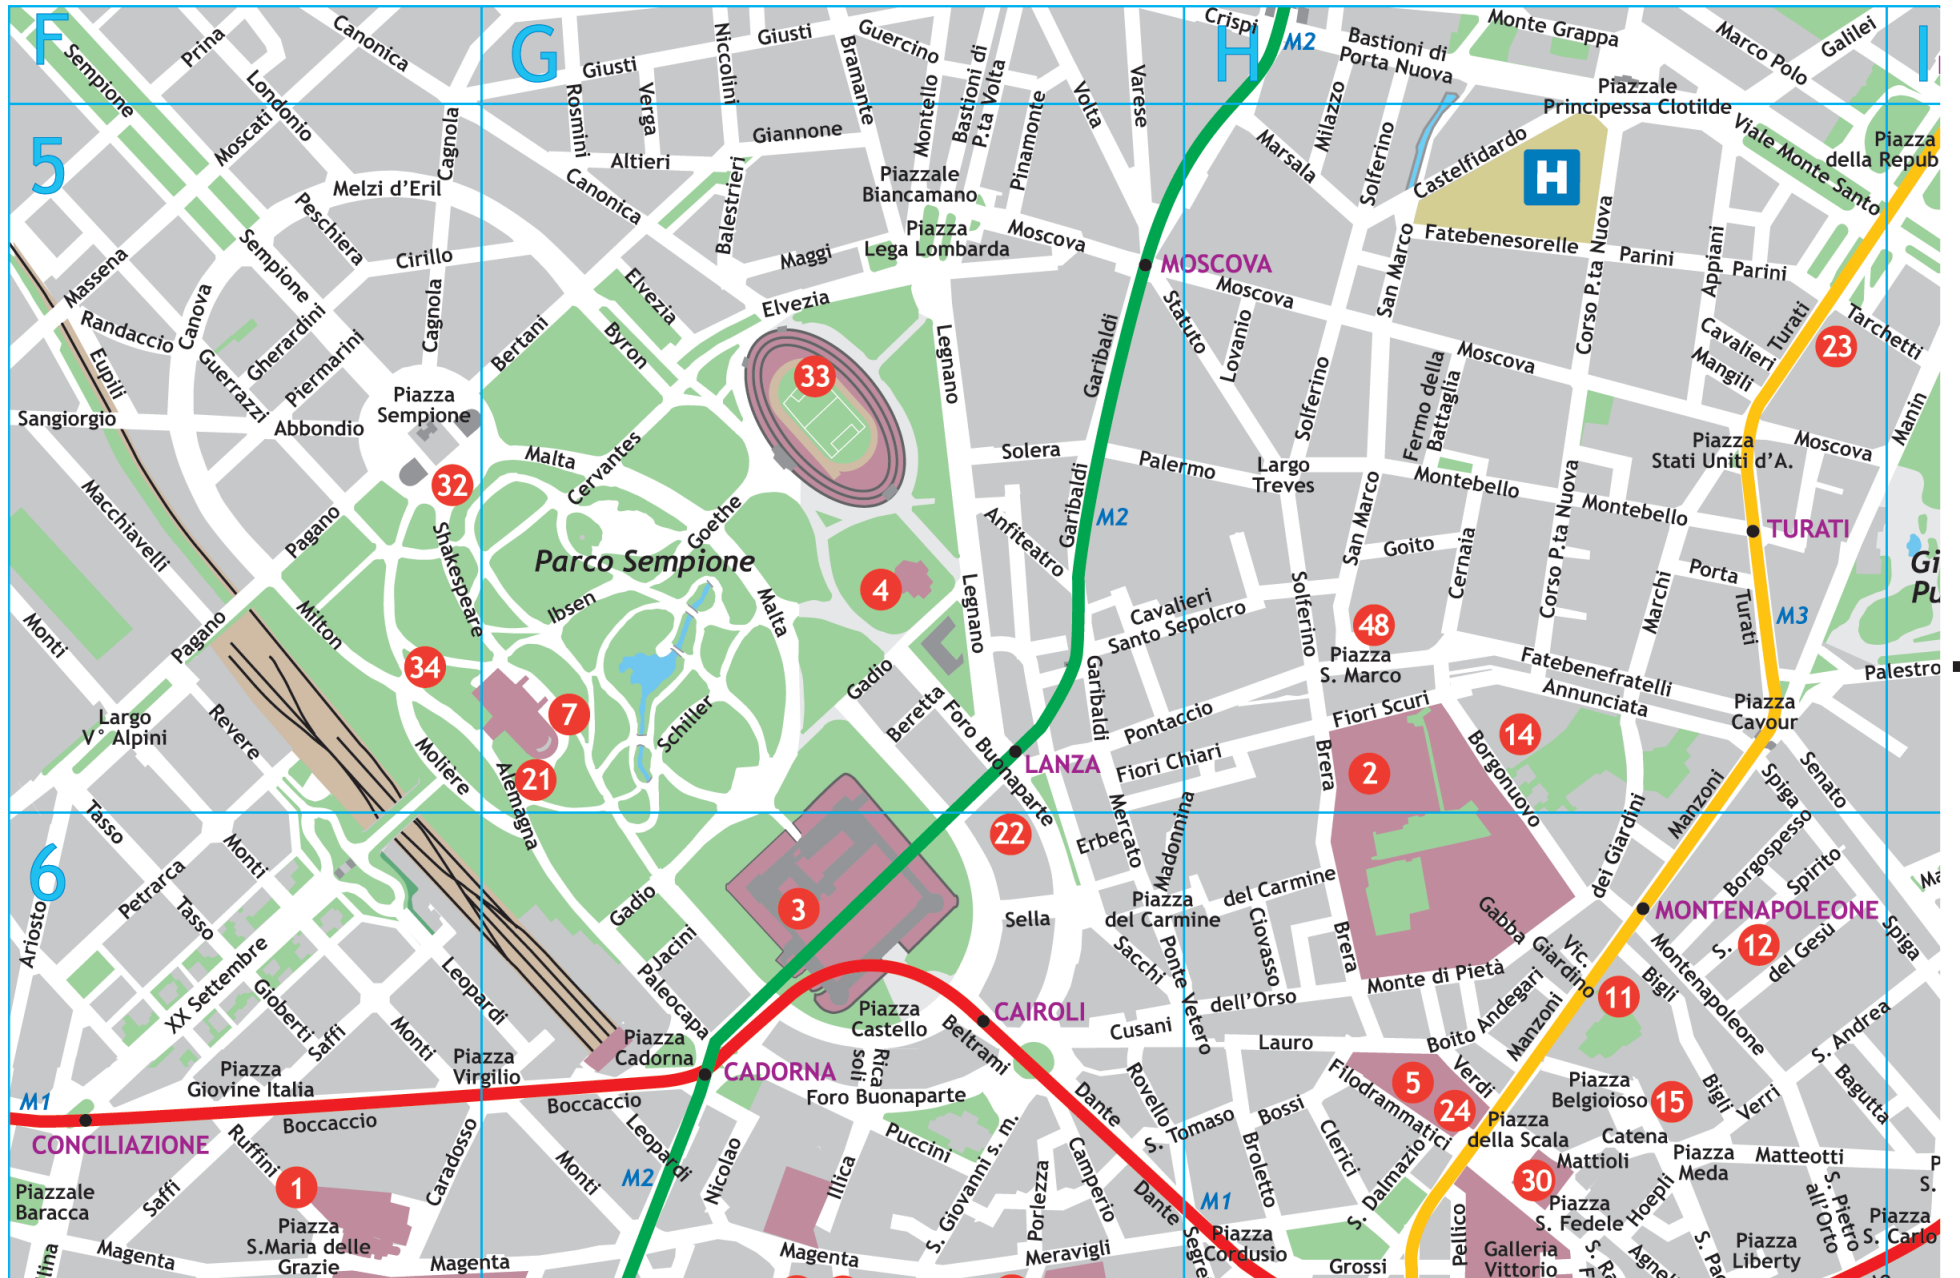 F
G
H
I
5
6
Prina
Canonica
Sempione
Londonio
Moscati
Cagnola
Melzi d'Eril
Peschiera
Cirillo
Sempione
Massena
Randaccio
Canova
Gherardini
Guerrazzi
Piermarini
Cagnola
Eupili
Sangiorgio
Abbondio
Piazza
Sempione
32
Macchiavelli
Pagano
Shakespeare
Milton
Monti
Pagano
34
Largo
V° Alpini
Revere
Molière
Niccolini
Giusti
Guercino
Giusti
Bramante
Verga
Rosmini
Montello
Bastioni di
P.ta Volta
Pinamonte
Volta
Varese
Giannone
Altieri
Canonica
Balestrieri
Piazzale
Biancamano
Piazza
Lega Lombarda
Moscova
Maggi
Elvezia
Elvezia
Byron
Bertani
Legnano
33
Malta
Cervantes
Goethe
Parco Sempione
Ibsen
Malta
4
Legnano
7
21
Alemagna
Schiller
Gadio
Beretta
Foro Buonaparte
Solera
Anfiteatro
Garibaldi
Garibaldi
M2
Garibaldi
LANZA
MOSCOVA
Crispi
M2
Bastioni di
Porta Nuova
Monte Grappa
Marco Polo
Galilei
Piazzale
Principessa Clotilde
Viale Monte Santo
Piazza
della Repub
Milazzo
Marsala
Solferino
Castelfidardo
H
Fatebenesorelle
San Marco
Corso P.ta Nuova
Parini
Appiani
Parini
Moscova
Statuto
Lovanio
Solferino
Fermo della
Battaglia
Moscova
Cavalieri
Mangili
Turati
23
Tarchetti
Manin
Palermo
Largo
Treves
Montebello
Montebello
Piazza
Stati Uniti d'A.
Moscova
TURATI
San Marco
Goito
Cernaia
Corso P.ta Nuova
Marchi
Porta
Turati
M3
Gi
Pu
Cavalieri
Santo Sepolcro
Solferino
48
Piazza
S. Marco
Fatebenefratelli
Annunciata
Piazza
Cavour
Palestro
Pontaccio
Fiori Chiari
Fiori Scuri
Brera
2
Borgonuovo
14
Manzoni
Spiga
Senato
Tasso
Monti
Petrarca
Tasso
Ariosto
XX Settembre
Gioberti
Saffi
Leopardi
Monti
Piazza
Giovine Italia
Piazza
Virgilio
M1
CONCILIAZIONE
Boccaccio
Boccaccio
Ruffini
1
Saffi
Caradosso
Piazzale
Baracca
Piazza
S.Maria delle
Grazie
Magenta
Magenta
lina
Gadio
Jacini
Paleocapa
3
Piazza
Cadorna
CADORNA
Piazza
Castello
Beltrami
CAIROLI
22
Sella
Rica
soli
Foro Buonaparte
Leopardi
M2
Monti
Nicolao
Illica
Puccini
S. Giovanni s. m.
Porlezza
Camperio
Dante
Dante
Magenta
Meravigli
Erbe
Mercato
Madonnina
Piazza
del Carmine
del Carmine
Ciovasso
Brera
Sacchi
Ponte Vetero
dell'Orso
Cusani
Rovello
Lauro
S. Tomaso
Bossi
Broletto
Clerici
M1
Piazza
Cordusio
Segre
Grossi
S. Dalmazio
Filodrammatici
5
24
Verdi
Boito
Andegari
Monte di Pietà
Gabba
Vic.
Giardino
Manzoni
dei Giardini
MONTENAPOLEONE
Borgospesso
S.
Spirito
12
del Gesù
Spiga
Ma
11
Bigli
Montenapoleone
S. Andrea
Bagutta
Verri
Bigli
Piazza
Belgioioso
15
Piazza
della Scala
Catena
Mattioli
Piazza
Meda
Matteotti
30
Piazza
S. Fedele
Hoepli
Pellico
Galleria
Vittorio
Agnel
S. Ra
F
S. Pa
Piazza
Liberty
S. Pietro
all'Orto
Piazza
S. Carlo
P
S.